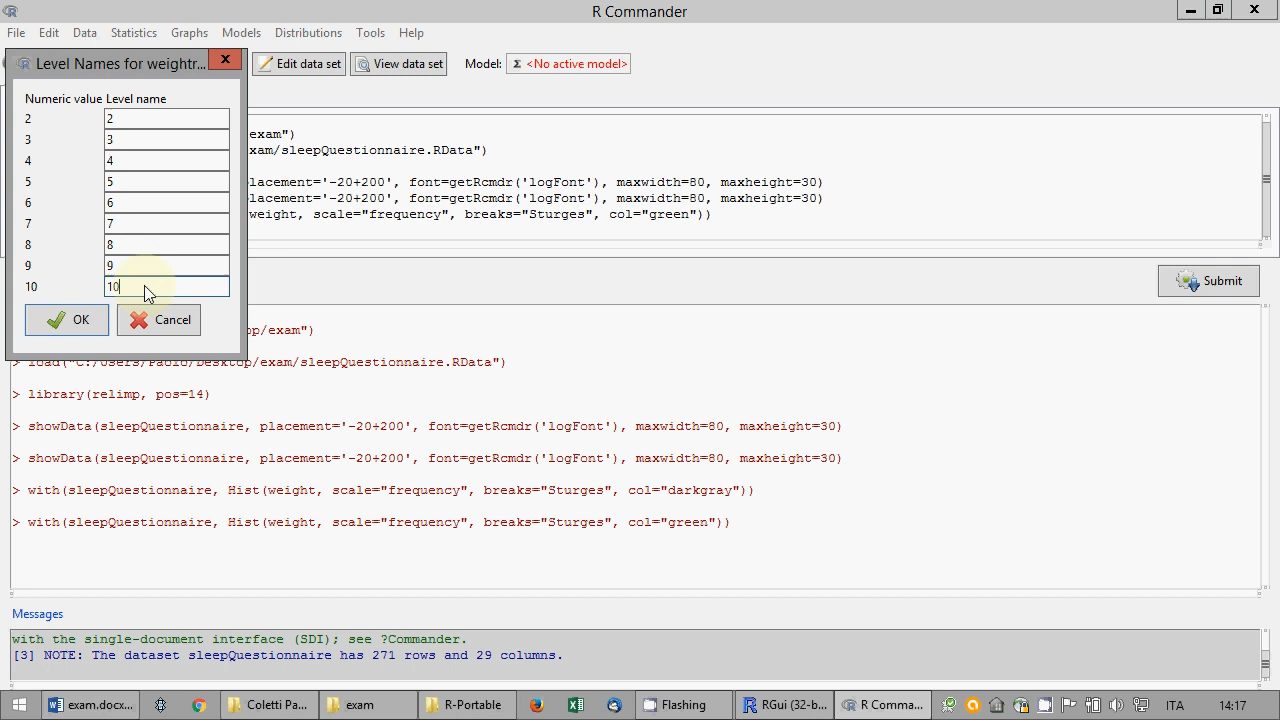 R Commander
File Edit Data Statistics Graphs Models Distributions Tools Help
Level Names for weightr...
Edit data set View data set Model: Σ <No active model>
Numeric value Level name
2 2
3 3
4 4
5 5
6 6
7 7
8 8
9 9
10 10
OK Cancel
exam")
xam/sleepQuestionnaire.RData")
lacement='-20+200', font=getRcmdr('logFont'), maxwidth=80, maxheight=30)
lacement='-20+200', font=getRcmdr('logFont'), maxwidth=80, maxheight=30)
weight, scale="frequency", breaks="Sturges", col="green"))
Submit
op/exam")
> load("C:/Users/Paolo/Desktop/exam/sleepQuestionnaire.RData")
> library(relimp, pos=14)
> showData(sleepQuestionnaire, placement='-20+200', font=getRcmdr('logFont'), maxwidth=80, maxheight=30)
> showData(sleepQuestionnaire, placement='-20+200', font=getRcmdr('logFont'), maxwidth=80, maxheight=30)
> with(sleepQuestionnaire, Hist(weight, scale="frequency", breaks="Sturges", col="darkgray"))
> with(sleepQuestionnaire, Hist(weight, scale="frequency", breaks="Sturges", col="green"))
Messages
with the single-document interface (SDI); see ?Commander.
[3] NOTE: The dataset sleepQuestionnaire has 271 rows and 29 columns.
exam.docx... Coletti Pa... exam R-Portable Flashing RGui (32-b... R Comma... ITA 14:17